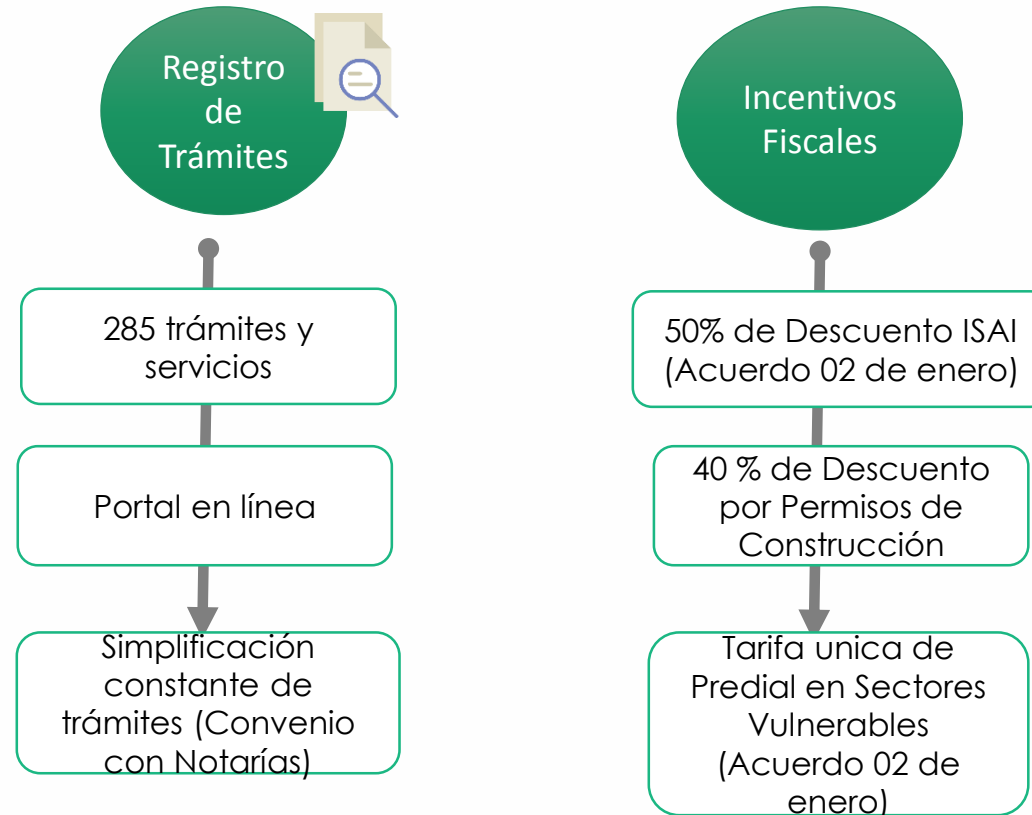 Registro
de
Trámites
285 trámites y
servicios
Portal en línea
Simplificación
constante de
trámites (Convenio
con Notarías)
Incentivos
Fiscales
50% de Descuento ISAI
(Acuerdo 02 de enero)
40 % de Descuento
por Permisos de
Construcción
Tarifa unica de
Predial en Sectores
Vulnerables
(Acuerdo 02 de
enero)